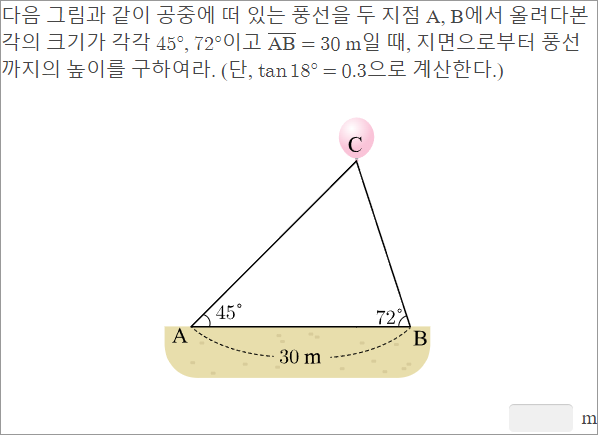 다음 그림과 같이 공중에 떠 있는 풍선을 두 지점 A, B에서 올려다본
각의 크기가 각각 45°, 72°이고 A̅B̅ = 30 m일 때, 지면으로부터 풍선
까지의 높이를 구하여라. (단, tan 18° = 0.3으로 계산한다.)
C
45°
72°
A
B
30 m
m